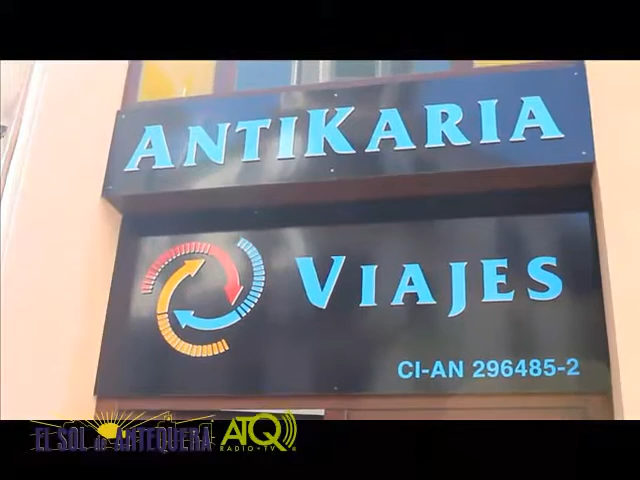 ANTIKARIA
VIAJES
CI-AN 296485-2
EL SOL de ANTEQUERA
ATQ
RADIO-TV